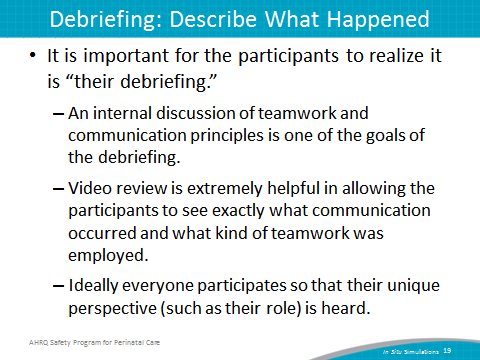 Debriefing: Describe What Happened
• It is important for the participants to realize it
is “their debriefing.”
– An internal discussion of teamwork and
communication principles is one of the goals of
the debriefing.
– Video review is extremely helpful in allowing the
participants to see exactly what communication
occurred and what kind of teamwork was
employed.
– Ideally everyone participates so that their unique
perspective (such as their role) is heard.
AHRQ Safety Program for Perinatal Care
In Situ Simulations 19